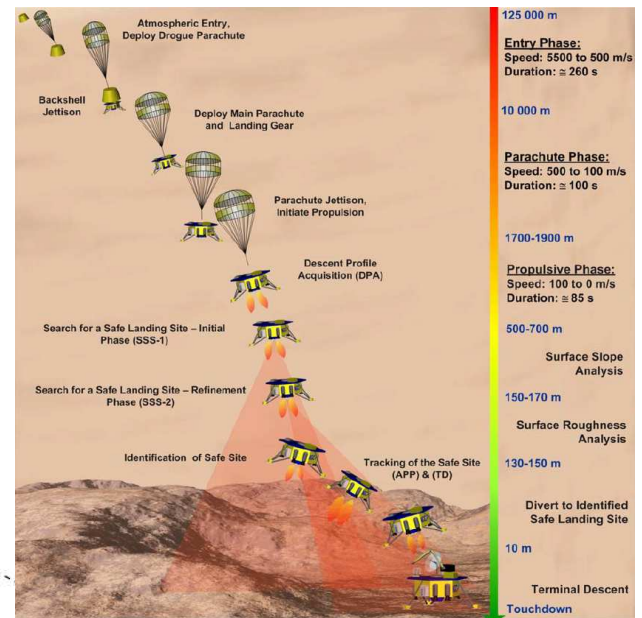 Atmospheric Entry,
Deploy Drogue Parachute
Backshell
Jettison
Deploy Main Parachute
and Landing Gear
Parachute Jettison,
Initiate Propulsion
Descent Profile
Acquisition (DPA)
Search for a Safe Landing Site – Initial
Phase (SSS-1)
Search for a Safe Landing Site – Refinement
Phase (SSS-2)
Identification of Safe Site
Tracking of the Safe Site
(APP) & (TD)
125 000 m
Entry Phase:
Speed: 5500 to 500 m/s
Duration: ≅ 260 s
10 000 m
Parachute Phase:
Speed: 500 to 100 m/s
Duration: ≅ 100 s
1700-1900 m
Propulsive Phase:
Speed: 100 to 0 m/s
Duration: ≅ 85 s
500-700 m
Surface Slope
Analysis
150-170 m
Surface Roughness
Analysis
130-150 m
Divert to Identified
Safe Landing Site
10 m
Terminal Descent
Touchdown